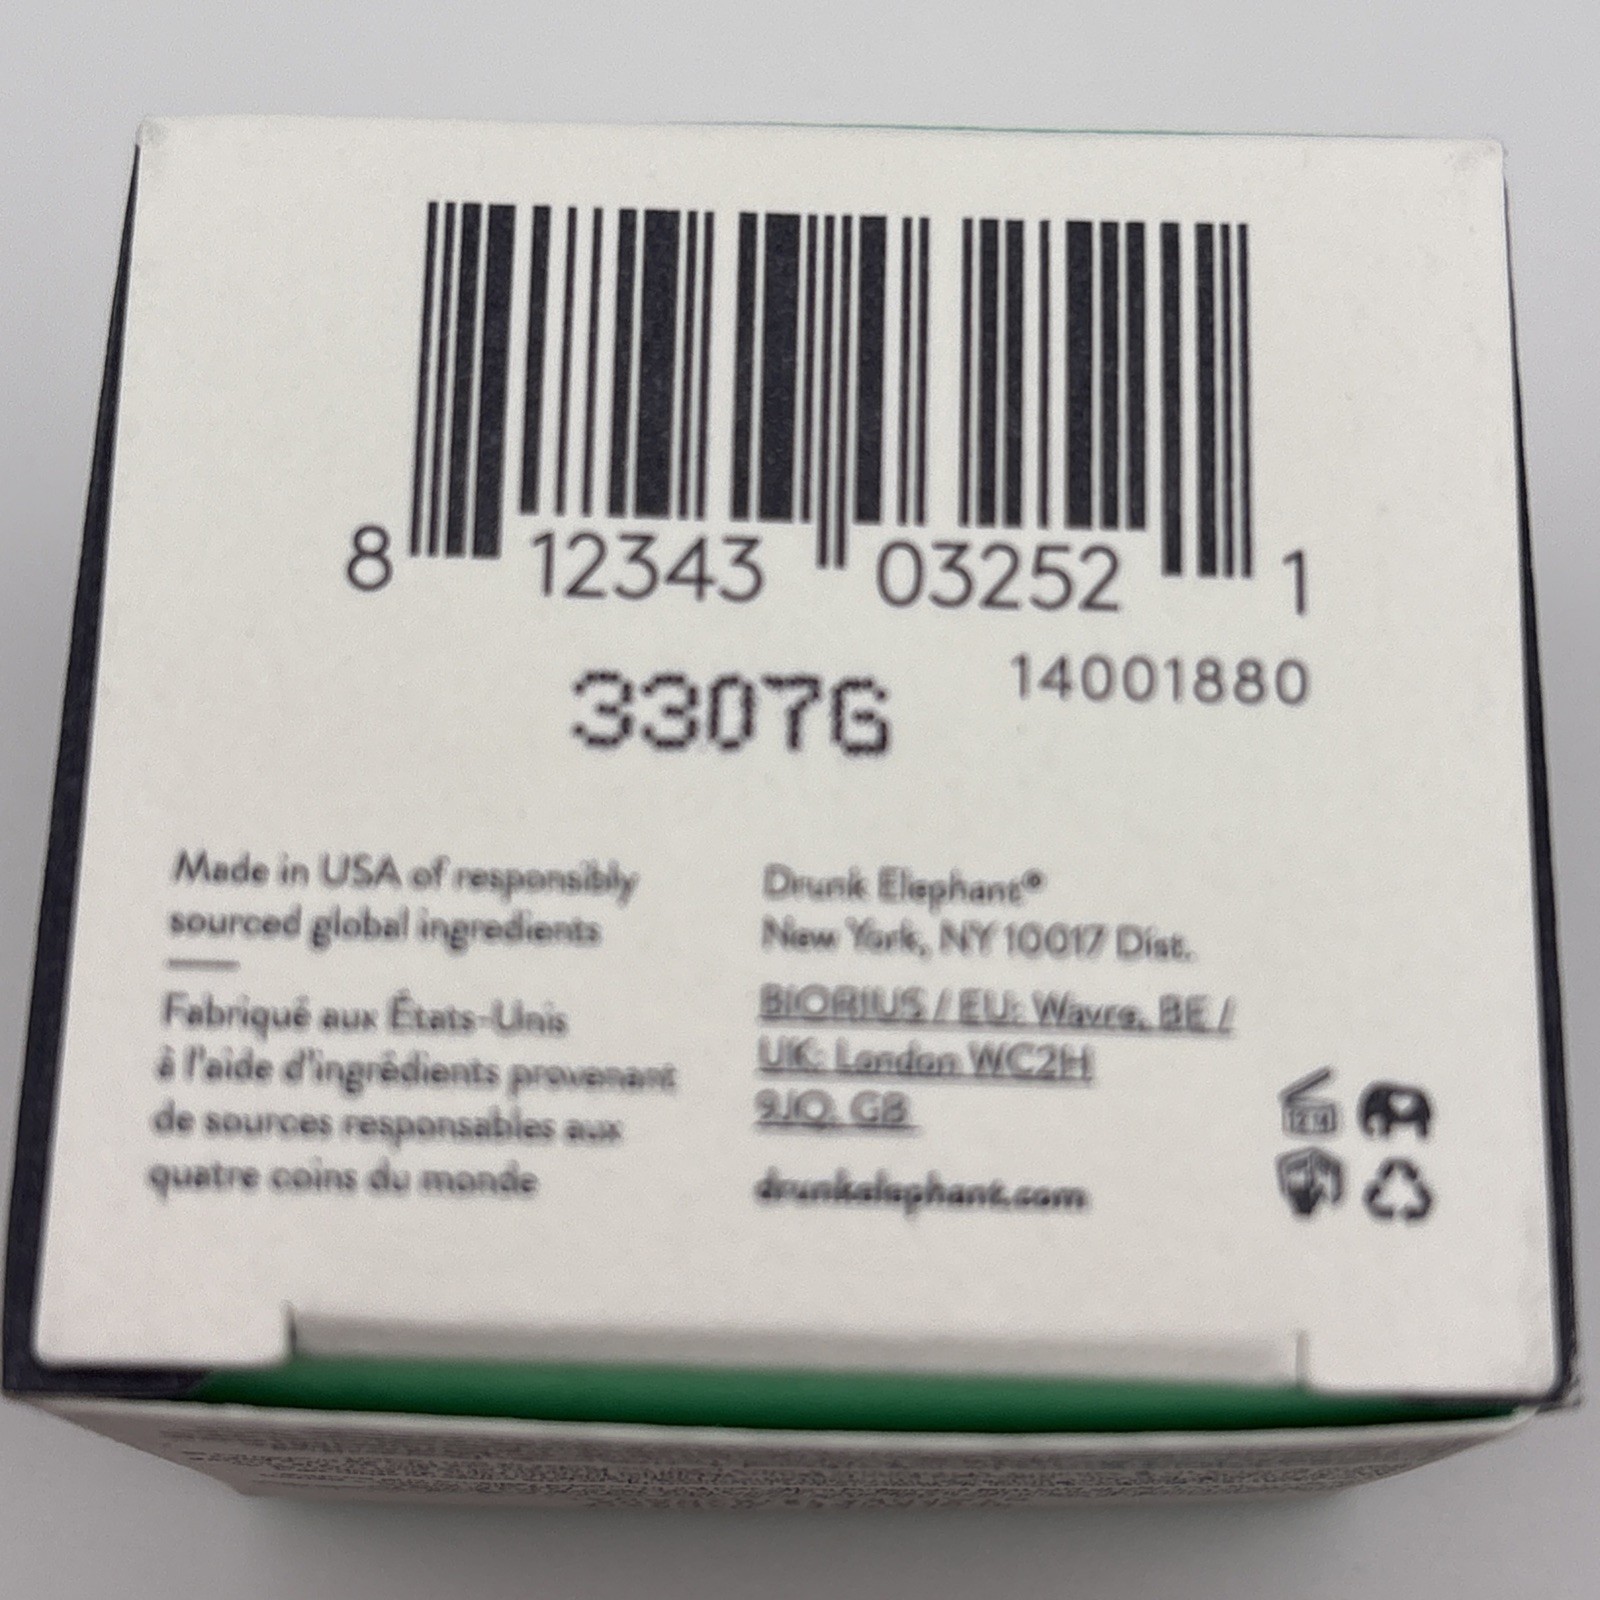 8 12343 03252 1
14001880
3307G
Made in USA of responsibly
sourced global ingredients
Fabriqué aux États-Unis
à l'aide d'ingrédients provenant
de sources responsables aux
quatre coins du monde
Drunk Elephant®
New York, NY 10017 Dist.
BIORIUS / EU: Wavre, BE /
UK: London WC2H
9JQ, GB
drunkelephant.com